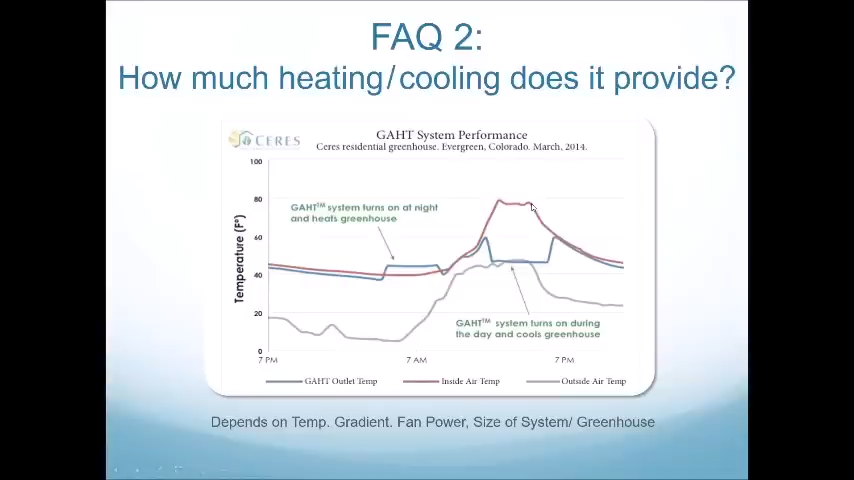 FAQ 2:
How much heating/cooling does it provide?
CERES
GAHT System Performance
Ceres residential greenhouse. Evergreen, Colorado. March, 2014.
100
80
60
40
20
0
Temperature (F°)
GAHT™ system turns on at night
and heats greenhouse
GAHT™ system turns on during
the day and cools greenhouse
7 PM 7 AM 7 PM
GAHT Outlet Temp Inside Air Temp Outside Air Temp
Depends on Temp. Gradient. Fan Power, Size of System/ Greenhouse